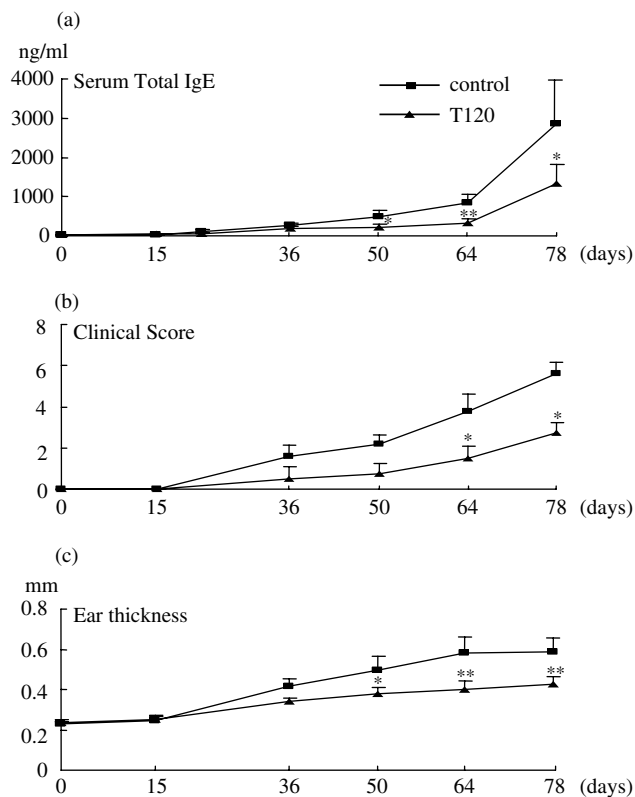 (a)
ng/ml
4000
Serum Total IgE
control
3000
T120
2000
*
1000
**
*
0
0 15 36 50 64 78 (days)
(b)
8
Clinical Score
6
4
*
*
2
0
0 15 36 50 64 78 (days)
(c)
mm
0.8
Ear thickness
0.6
* ** **
0.4
0.2
0
0 15 36 50 64 78 (days)